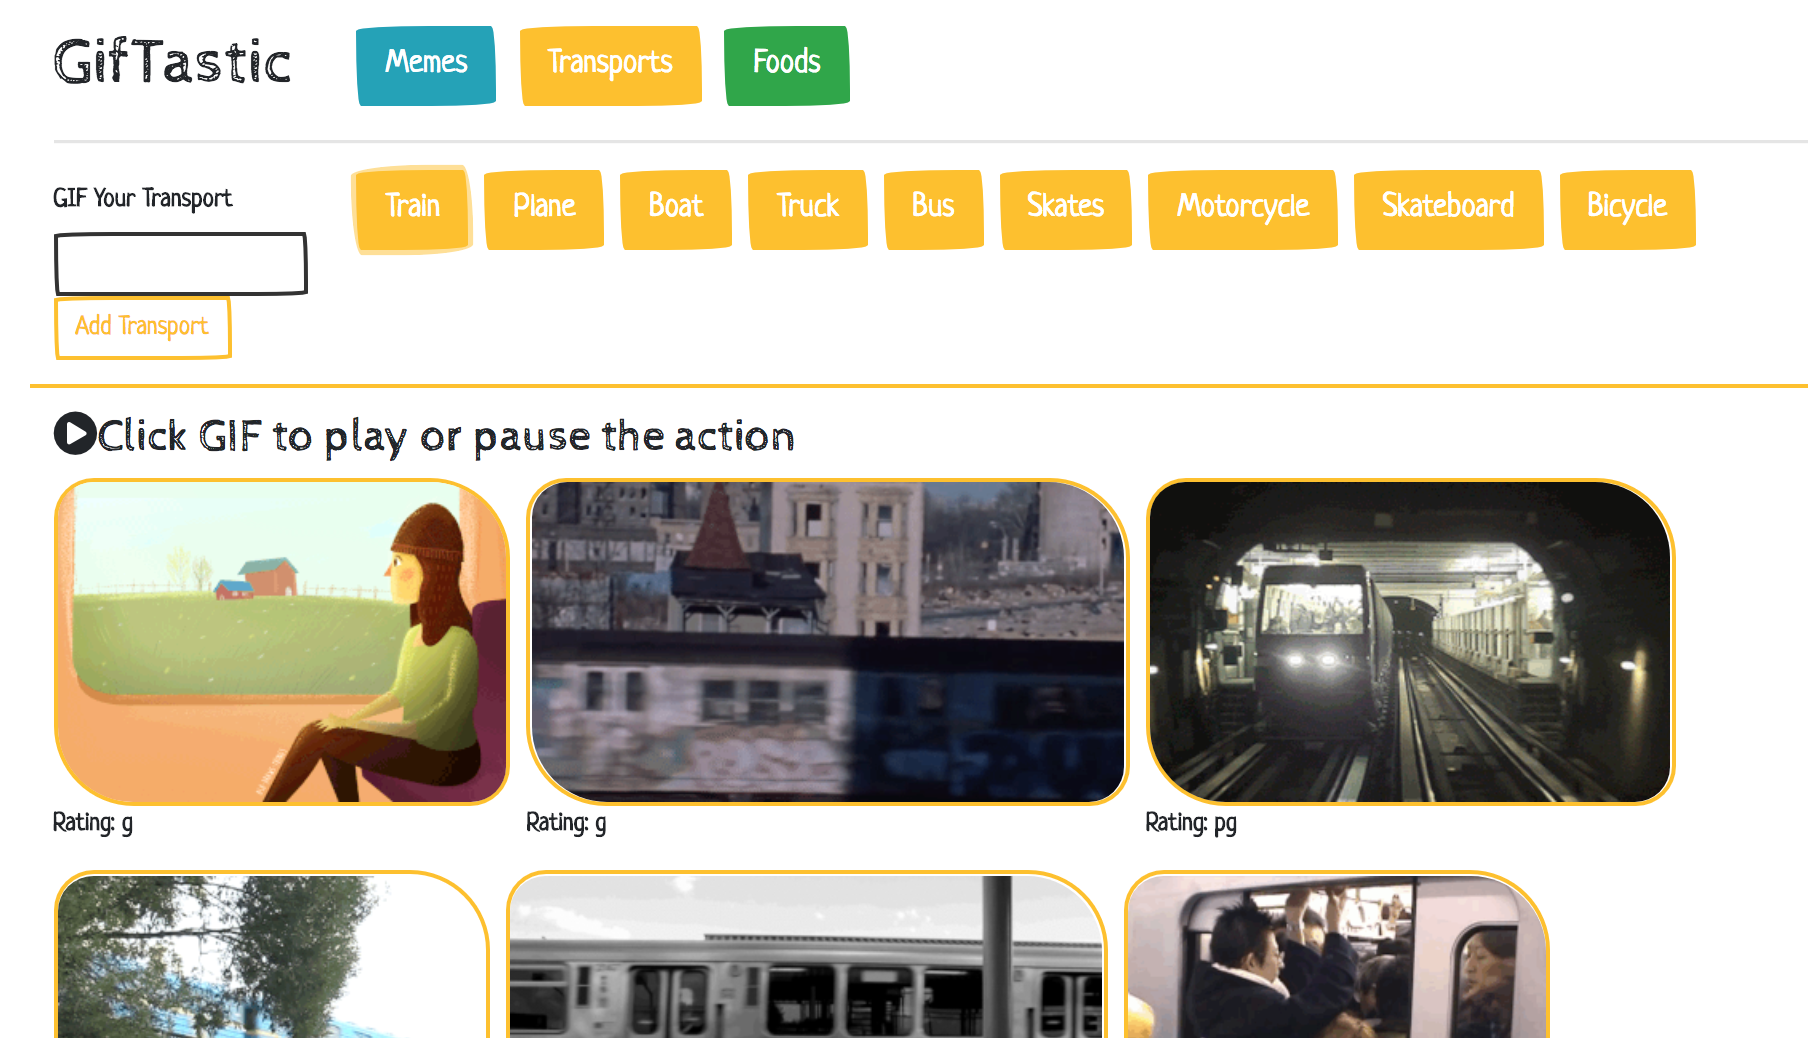 GifTastic
Memes
Transports
Foods
GIF Your Transport
Train
Plane
Boat
Truck
Bus
Skates
Motorcycle
Skateboard
Bicycle
Add Transport
Click GIF to play or pause the action
Rating: g
Rating: g
Rating: pg